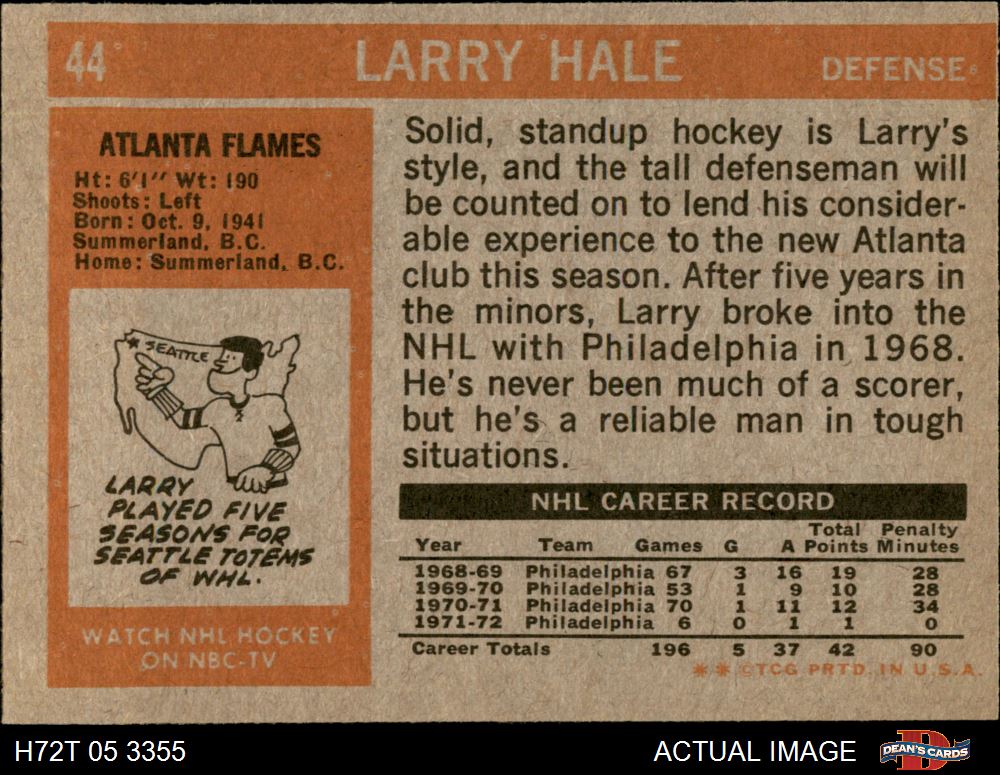 44 LARRY HALE DEFENSE
ATLANTA FLAMES
Ht: 6'1" Wt: 190
Shoots: Left
Born: Oct. 9, 1941
Summerland, B.C.
Home: Summerland, B.C.
SEATTLE
LARRY
PLAYED FIVE
SEASONS FOR
SEATTLE TOTEMS
OF WHL.
WATCH NHL HOCKEY
ON NBC-TV
Solid, standup hockey is Larry's
style, and the tall defenseman will
be counted on to lend his consider-
able experience to the new Atlanta
club this season. After five years in
the minors, Larry broke into the
NHL with Philadelphia in 1968.
He's never been much of a scorer,
but he's a reliable man in tough
situations.
NHL CAREER RECORD
Total Penalty
Year Team Games G A Points Minutes
1968-69 Philadelphia 67 3 16 19 28
1969-70 Philadelphia 53 1 9 10 28
1970-71 Philadelphia 70 1 11 12 34
1971-72 Philadelphia 6 0 1 1 0
Career Totals 196 5 37 42 90
** ©TCG PRTD. IN U.S.A.
H72T 05 3355 ACTUAL IMAGE DEAN'S CARDS